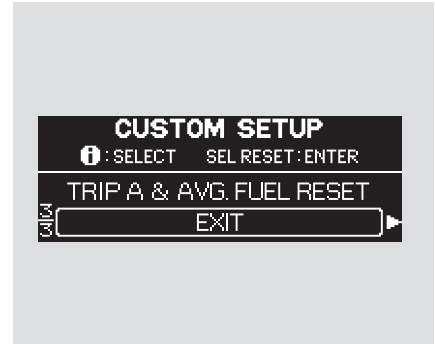 CUSTOM SETUP
ⓘ : SELECT SEL RESET : ENTER
TRIP A & AVG. FUEL RESET
3/3 EXIT